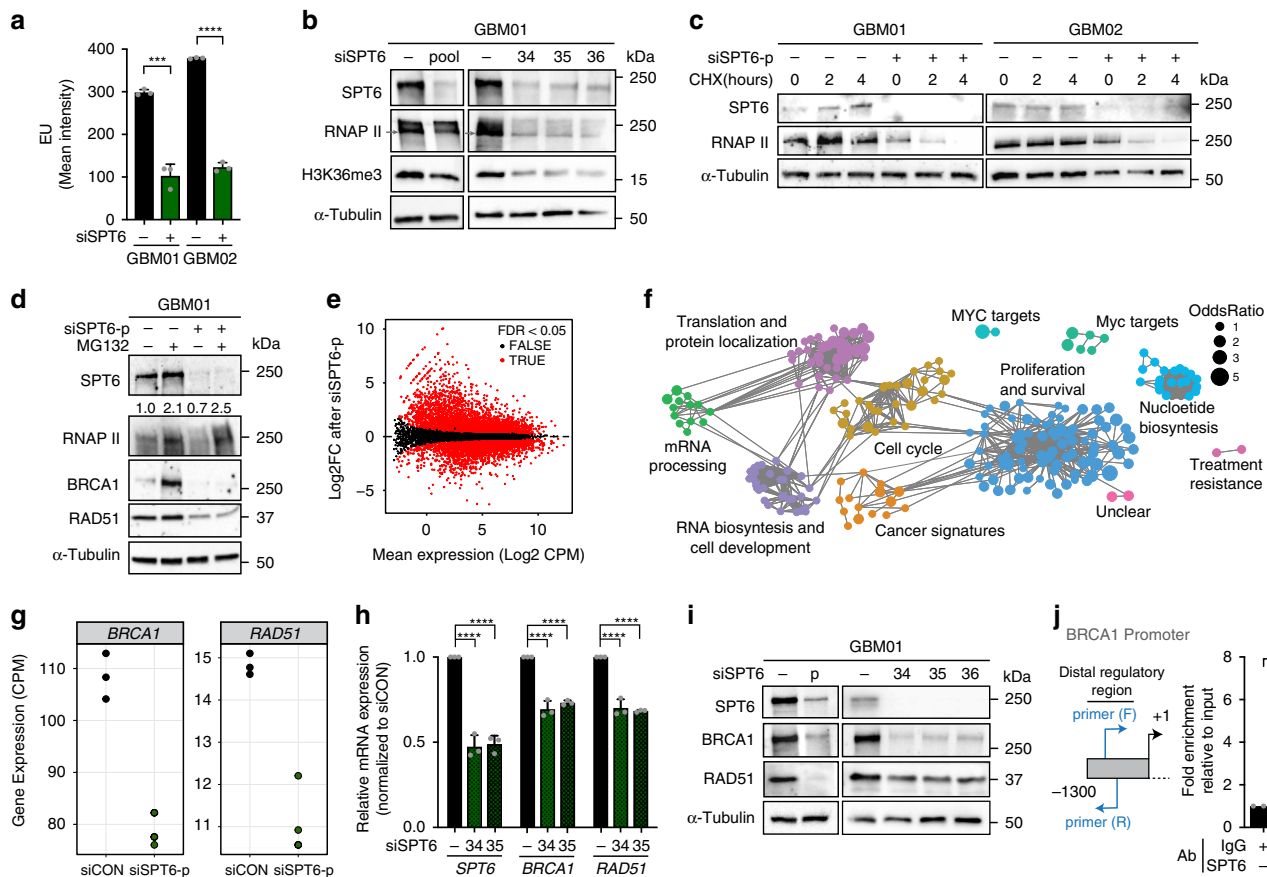 a
EU
(Mean Intensity)
400
300
200
100
0
***
****
siSPT6
– + – +
GBM01 GBM02
b
GBM01
siSPT6 – pool – 34 35 36 kDa
SPT6 250
RNAP II 250
H3K36me3 15
α-Tubulin 50
c
GBM01 GBM02
siSPT6-p – – – + + + – – – + + +
CHX(hours) 0 2 4 0 2 4 0 2 4 0 2 4 kDa
SPT6 250
RNAP II 250
α-Tubulin 50
d
GBM01
siSPT6-p – – + +
MG132 – + – + kDa
SPT6 250
1.0 2.1 0.7 2.5
RNAP II 250
BRCA1 250
RAD51 37
α-Tubulin 50
e
Log2FC after siSPT6-p
10
5
0
−5
FDR < 0.05
FALSE
TRUE
0 5 10
Mean expression (Log2 CPM)
f
Translation and
protein localization
MYC targets
Myc targets
OddsRatio
1
2
3
5
Proliferation
and survival
Nucloetide
biosyntesis
mRNA
processing
Cell cycle
Treatment
resistance
Unclear
RNA biosyntesis and
cell development
Cancer signatures
g
BRCA1 RAD51
Gene Expression (CPM)
110
100
90
80
15
14
13
12
11
siCON siSPT6-p siCON siSPT6-p
h
Relative mRNA expression
(normalized to siCON)
1.0
0.5
0.0
**** **** ****
**** **** ****
siSPT6 – 34 35 – 34 35 – 34 35
SPT6 BRCA1 RAD51
i
GBM01
siSPT6 – p – 34 35 36 kDa
SPT6 250
BRCA1 250
RAD51 37
α-Tubulin 50
j
BRCA1 Promoter
Distal regulatory
region
primer (F)
+1
−1300
primer (R)
Fold enrichment
relative to input
8
6
4
2
0
Ab
IgG +
SPT6 –